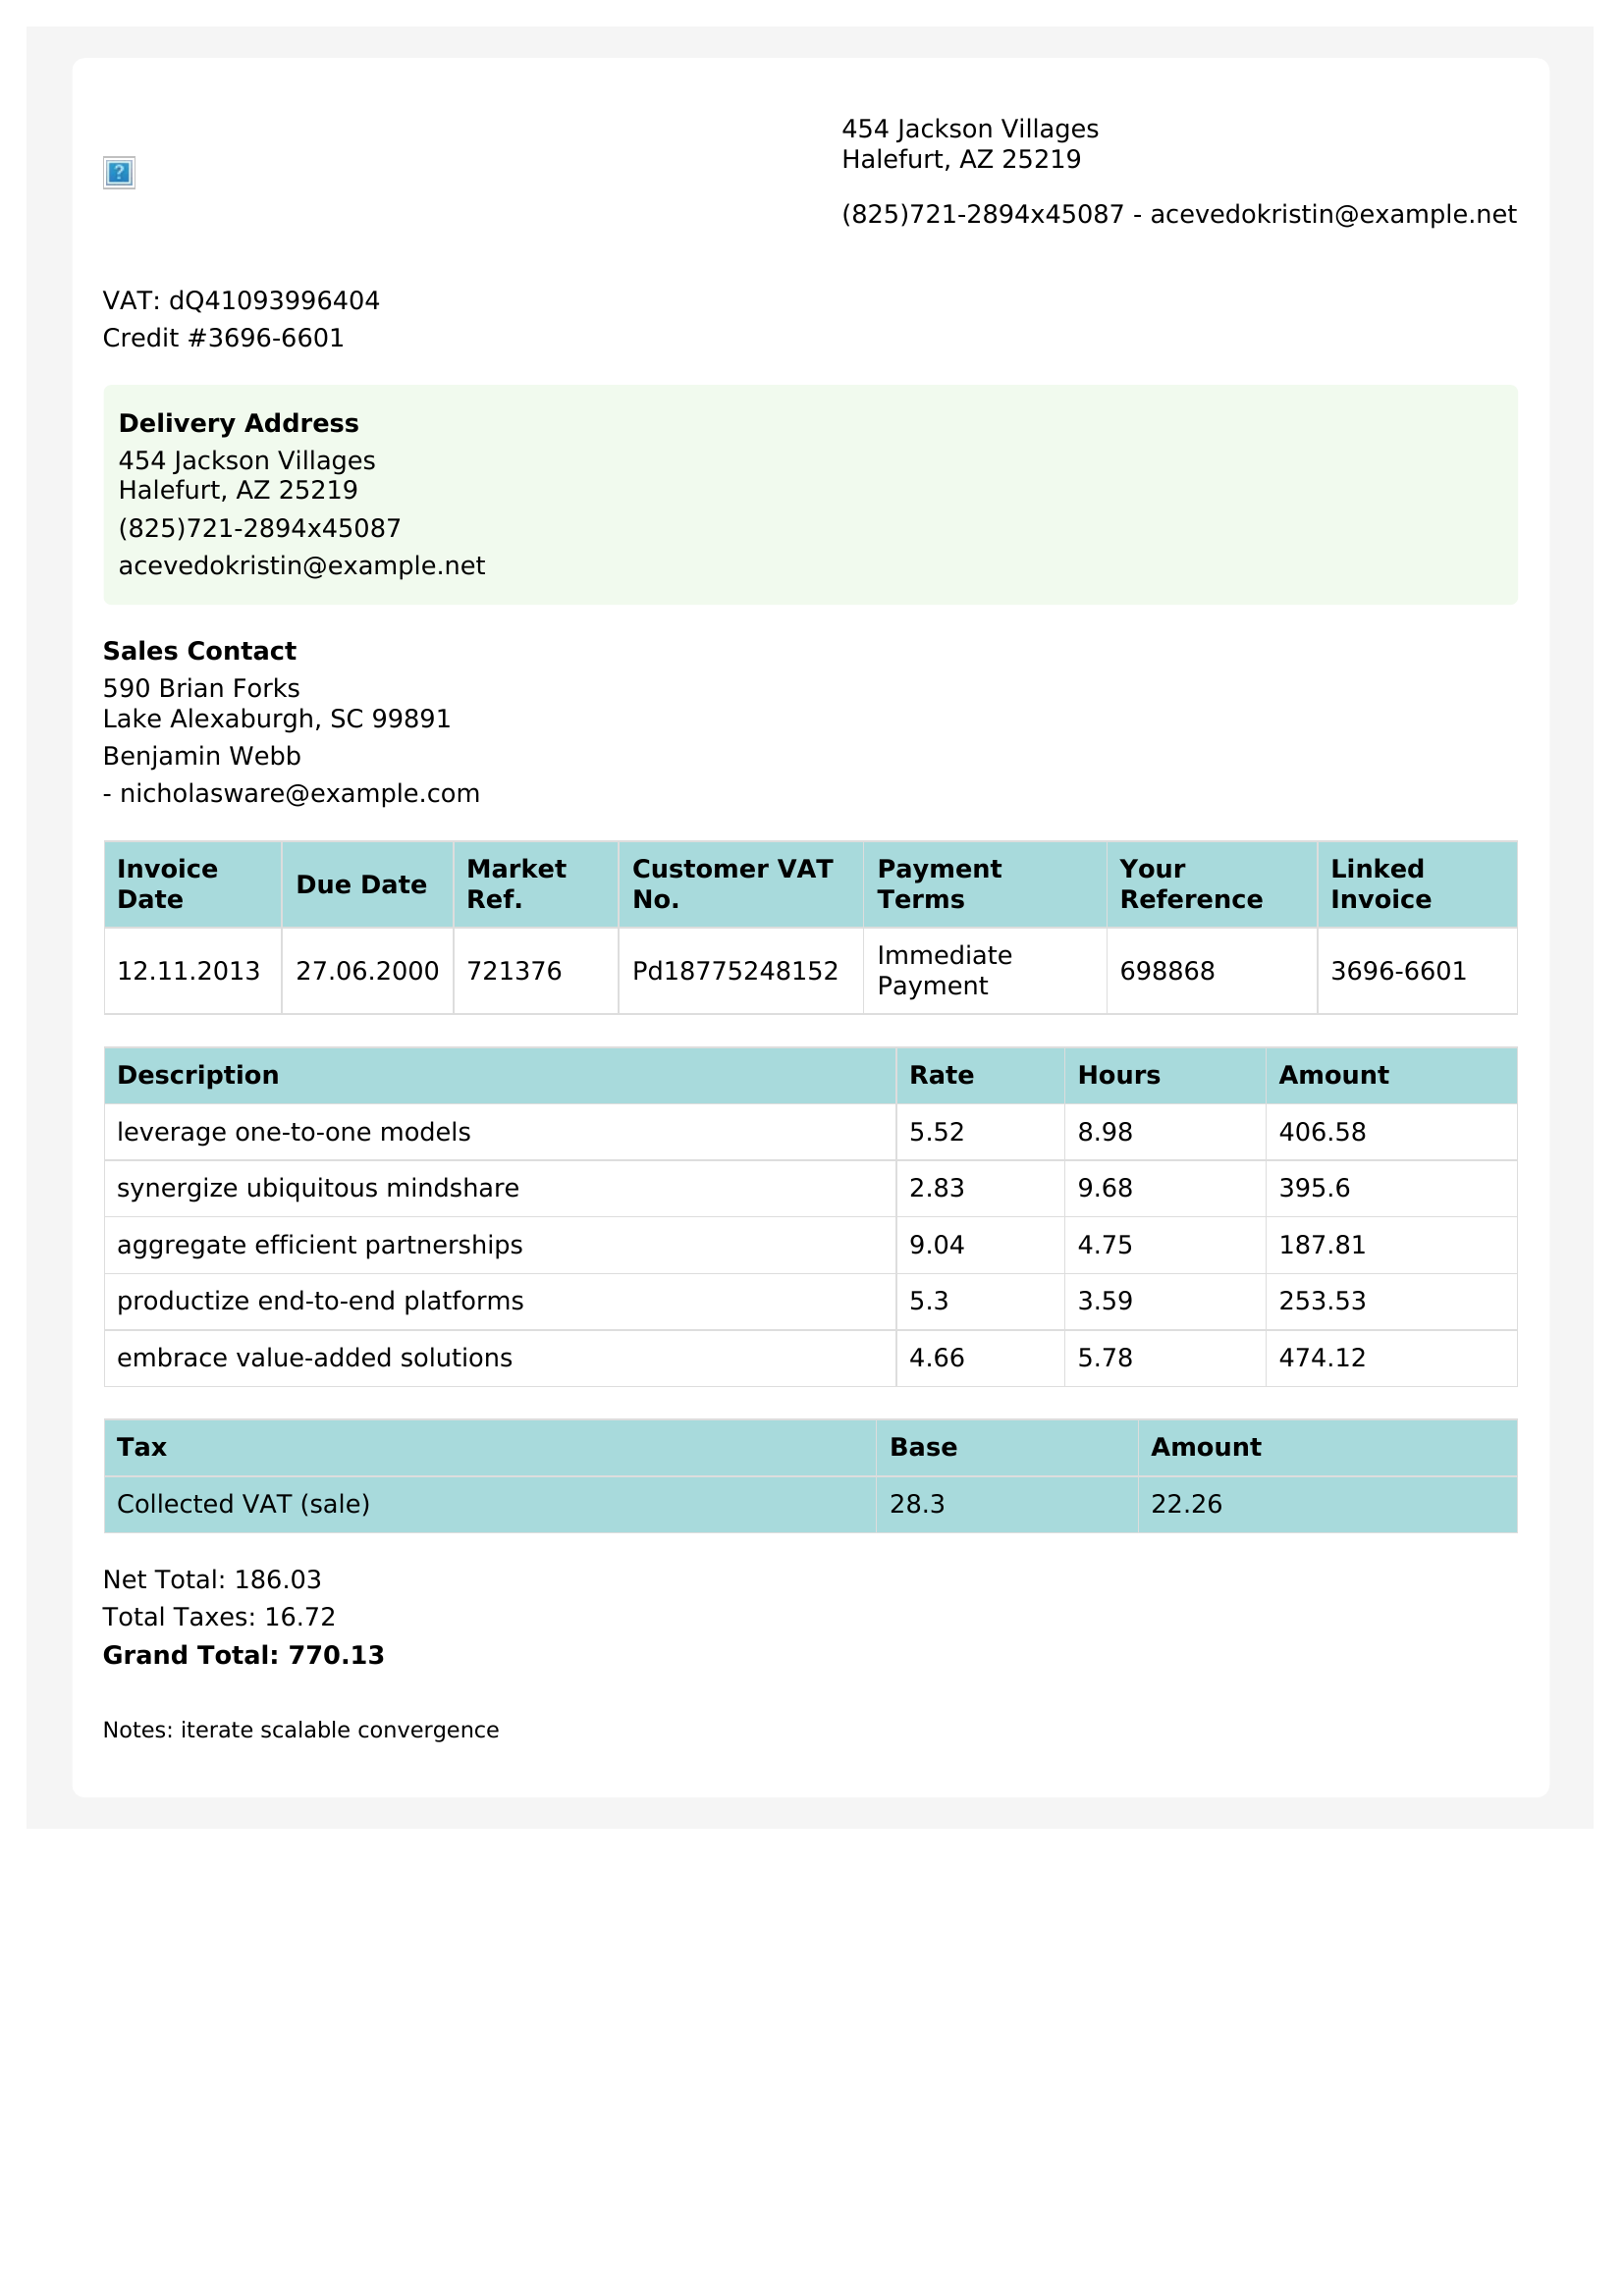 454 Jackson Villages
Halefurt, AZ 25219
(825)721-2894x45087 - acevedokristin@example.net
VAT: dQ41093996404
Credit #3696-6601
Delivery Address
454 Jackson Villages
Halefurt, AZ 25219
(825)721-2894x45087
acevedokristin@example.net
Sales Contact
590 Brian Forks
Lake Alexaburgh, SC 99891
Benjamin Webb
- nicholasware@example.com
Invoice Date Due Date Market Ref. Customer VAT No. Payment Terms Your Reference Linked Invoice
12.11.2013 27.06.2000 721376 Pd18775248152 Immediate Payment 698868 3696-6601
Description Rate Hours Amount
leverage one-to-one models 5.52 8.98 406.58
synergize ubiquitous mindshare 2.83 9.68 395.6
aggregate efficient partnerships 9.04 4.75 187.81
productize end-to-end platforms 5.3 3.59 253.53
embrace value-added solutions 4.66 5.78 474.12
Tax Base Amount
Collected VAT (sale) 28.3 22.26
Net Total: 186.03
Total Taxes: 16.72
Grand Total: 770.13
Notes: iterate scalable convergence